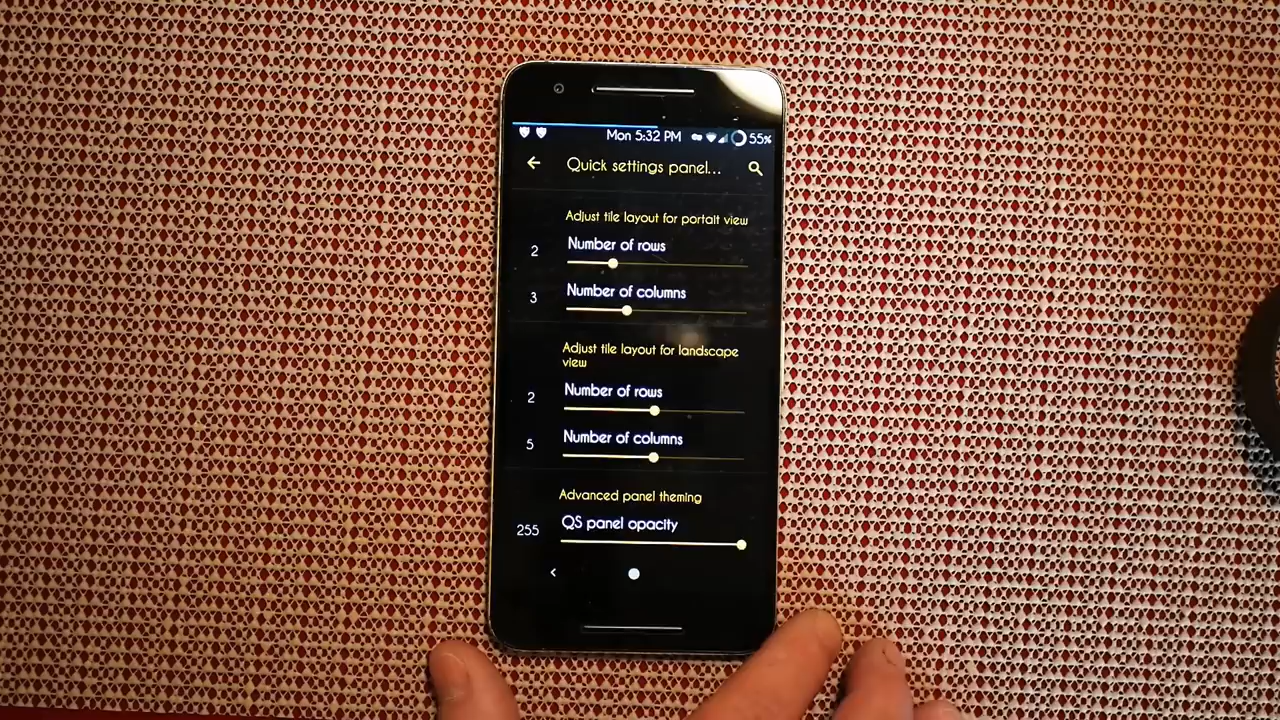 Mon 5:32 PM 55%
Quick settings panel...
Adjust tile layout for portait view
Number of rows
2
Number of columns
3
Adjust tile layout for landscape
view
Number of rows
2
Number of columns
5
Advanced panel theming
QS panel opacity
255